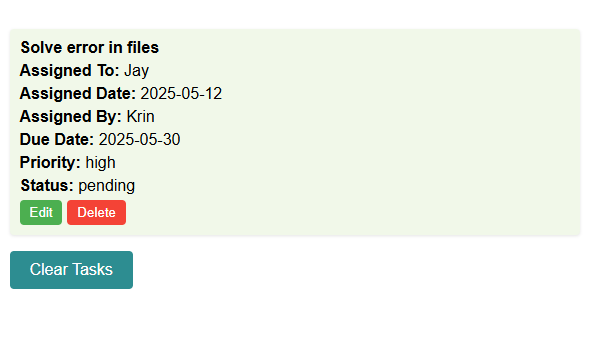 Solve error in files
Assigned To: Jay
Assigned Date: 2025-05-12
Assigned By: Krin
Due Date: 2025-05-30
Priority: high
Status: pending
Edit Delete
Clear Tasks